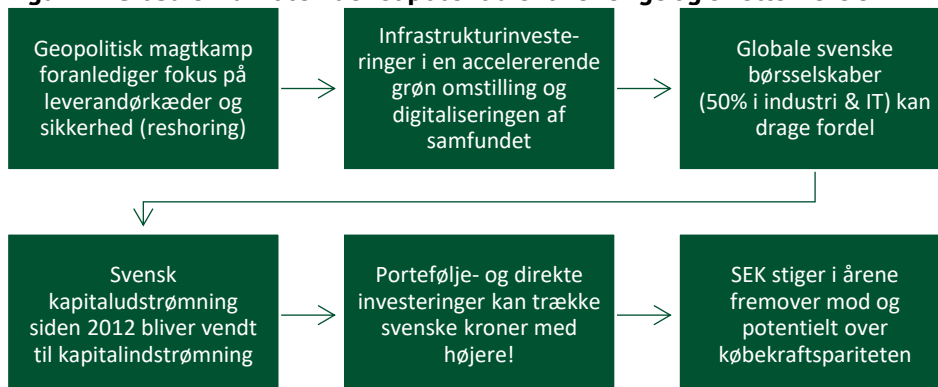 Geopolitisk magtkamp
foranlediger fokus på
leverandørkæder og
sikkerhed (reshoring)
Infrastrukturinveste-
ringer i en accelererende
grøn omstilling og
digitaliseringen af
samfundet
Globale svenske
børsselskaber
(50% i industri & IT) kan
drage fordel
Svensk
kapitaludstrømning
siden 2012 bliver vendt
til kapitalindstrømning
Portefølje- og direkte
investeringer kan trække
svenske kroner med
højere!
SEK stiger i årene
fremover mod og
potentielt over
købekraftspariteten